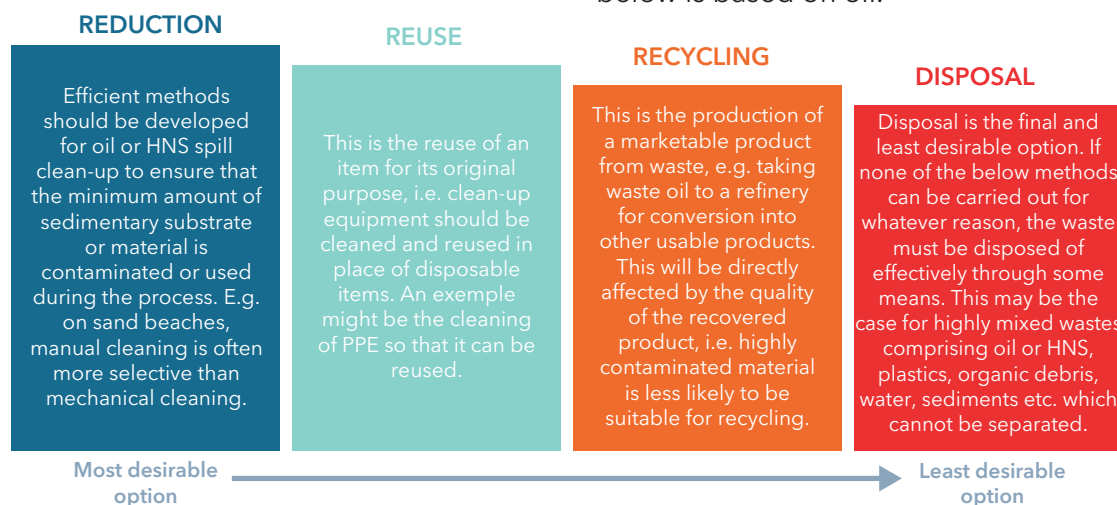 below is based on oil.
REDUCTION
Efficient methods
should be developed
for oil or HNS spill
clean-up to ensure that
the minimum amount of
sedimentary substrate
or material is
contaminated or used
during the process. E.g.
on sand beaches,
manual cleaning is often
more selective than
mechanical cleaning.
REUSE
This is the reuse of an
item for its original
purpose, i.e. clean-up
equipment should be
cleaned and reused in
place of disposable
items. An exemple
might be the cleaning
of PPE so that it can be
reused.
RECYCLING
This is the production of
a marketable product
from waste, e.g. taking
waste oil to a refinery
for conversion into
other usable products.
This will be directly
affected by the quality
of the recovered
product, i.e. highly
contaminated material
is less likely to be
suitable for recycling.
DISPOSAL
Disposal is the final and
least desirable option. If
none of the below methods
can be carried out for
whatever reason, the waste
must be disposed of
effectively through some
means. This may be the
case for highly mixed wastes
comprising oil or HNS,
plastics, organic debris,
water, sediments etc. which
cannot be separated.
Most desirable
option
Least desirable
option